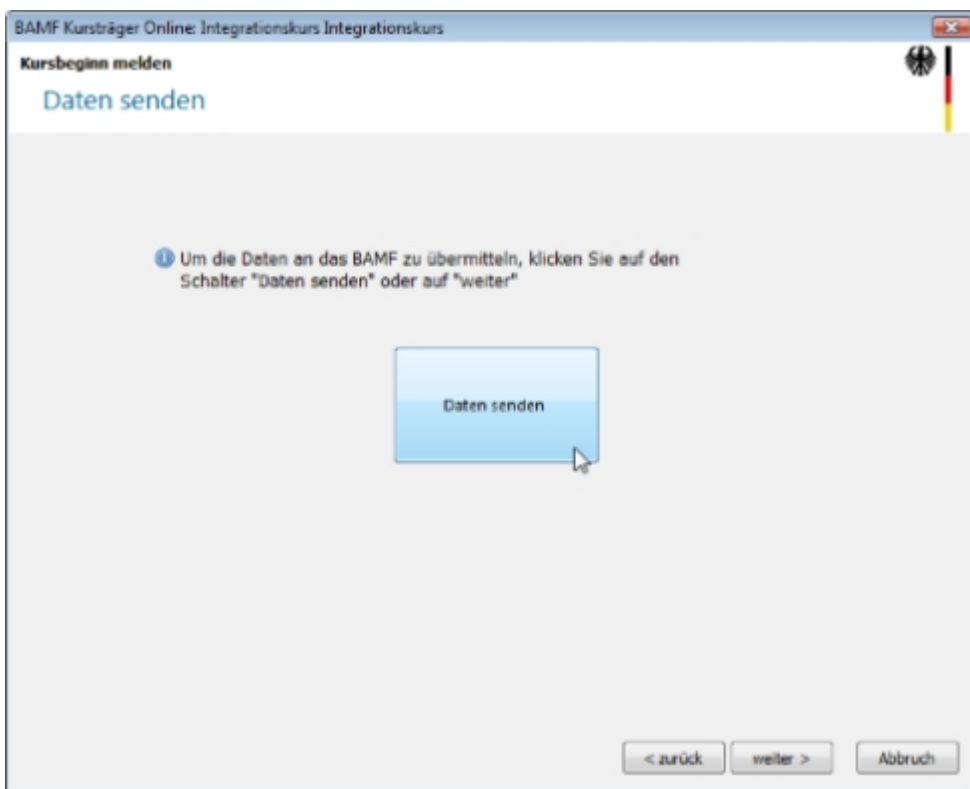 BAMF Kursträger Online: Integrationskurs Integrationskurs
Kursbeginn melden
Daten senden
Um die Daten an das BAMF zu übermitteln, klicken Sie auf den
Schalter "Daten senden" oder auf "weiter"
Daten senden
< zurück
weiter >
Abbruch